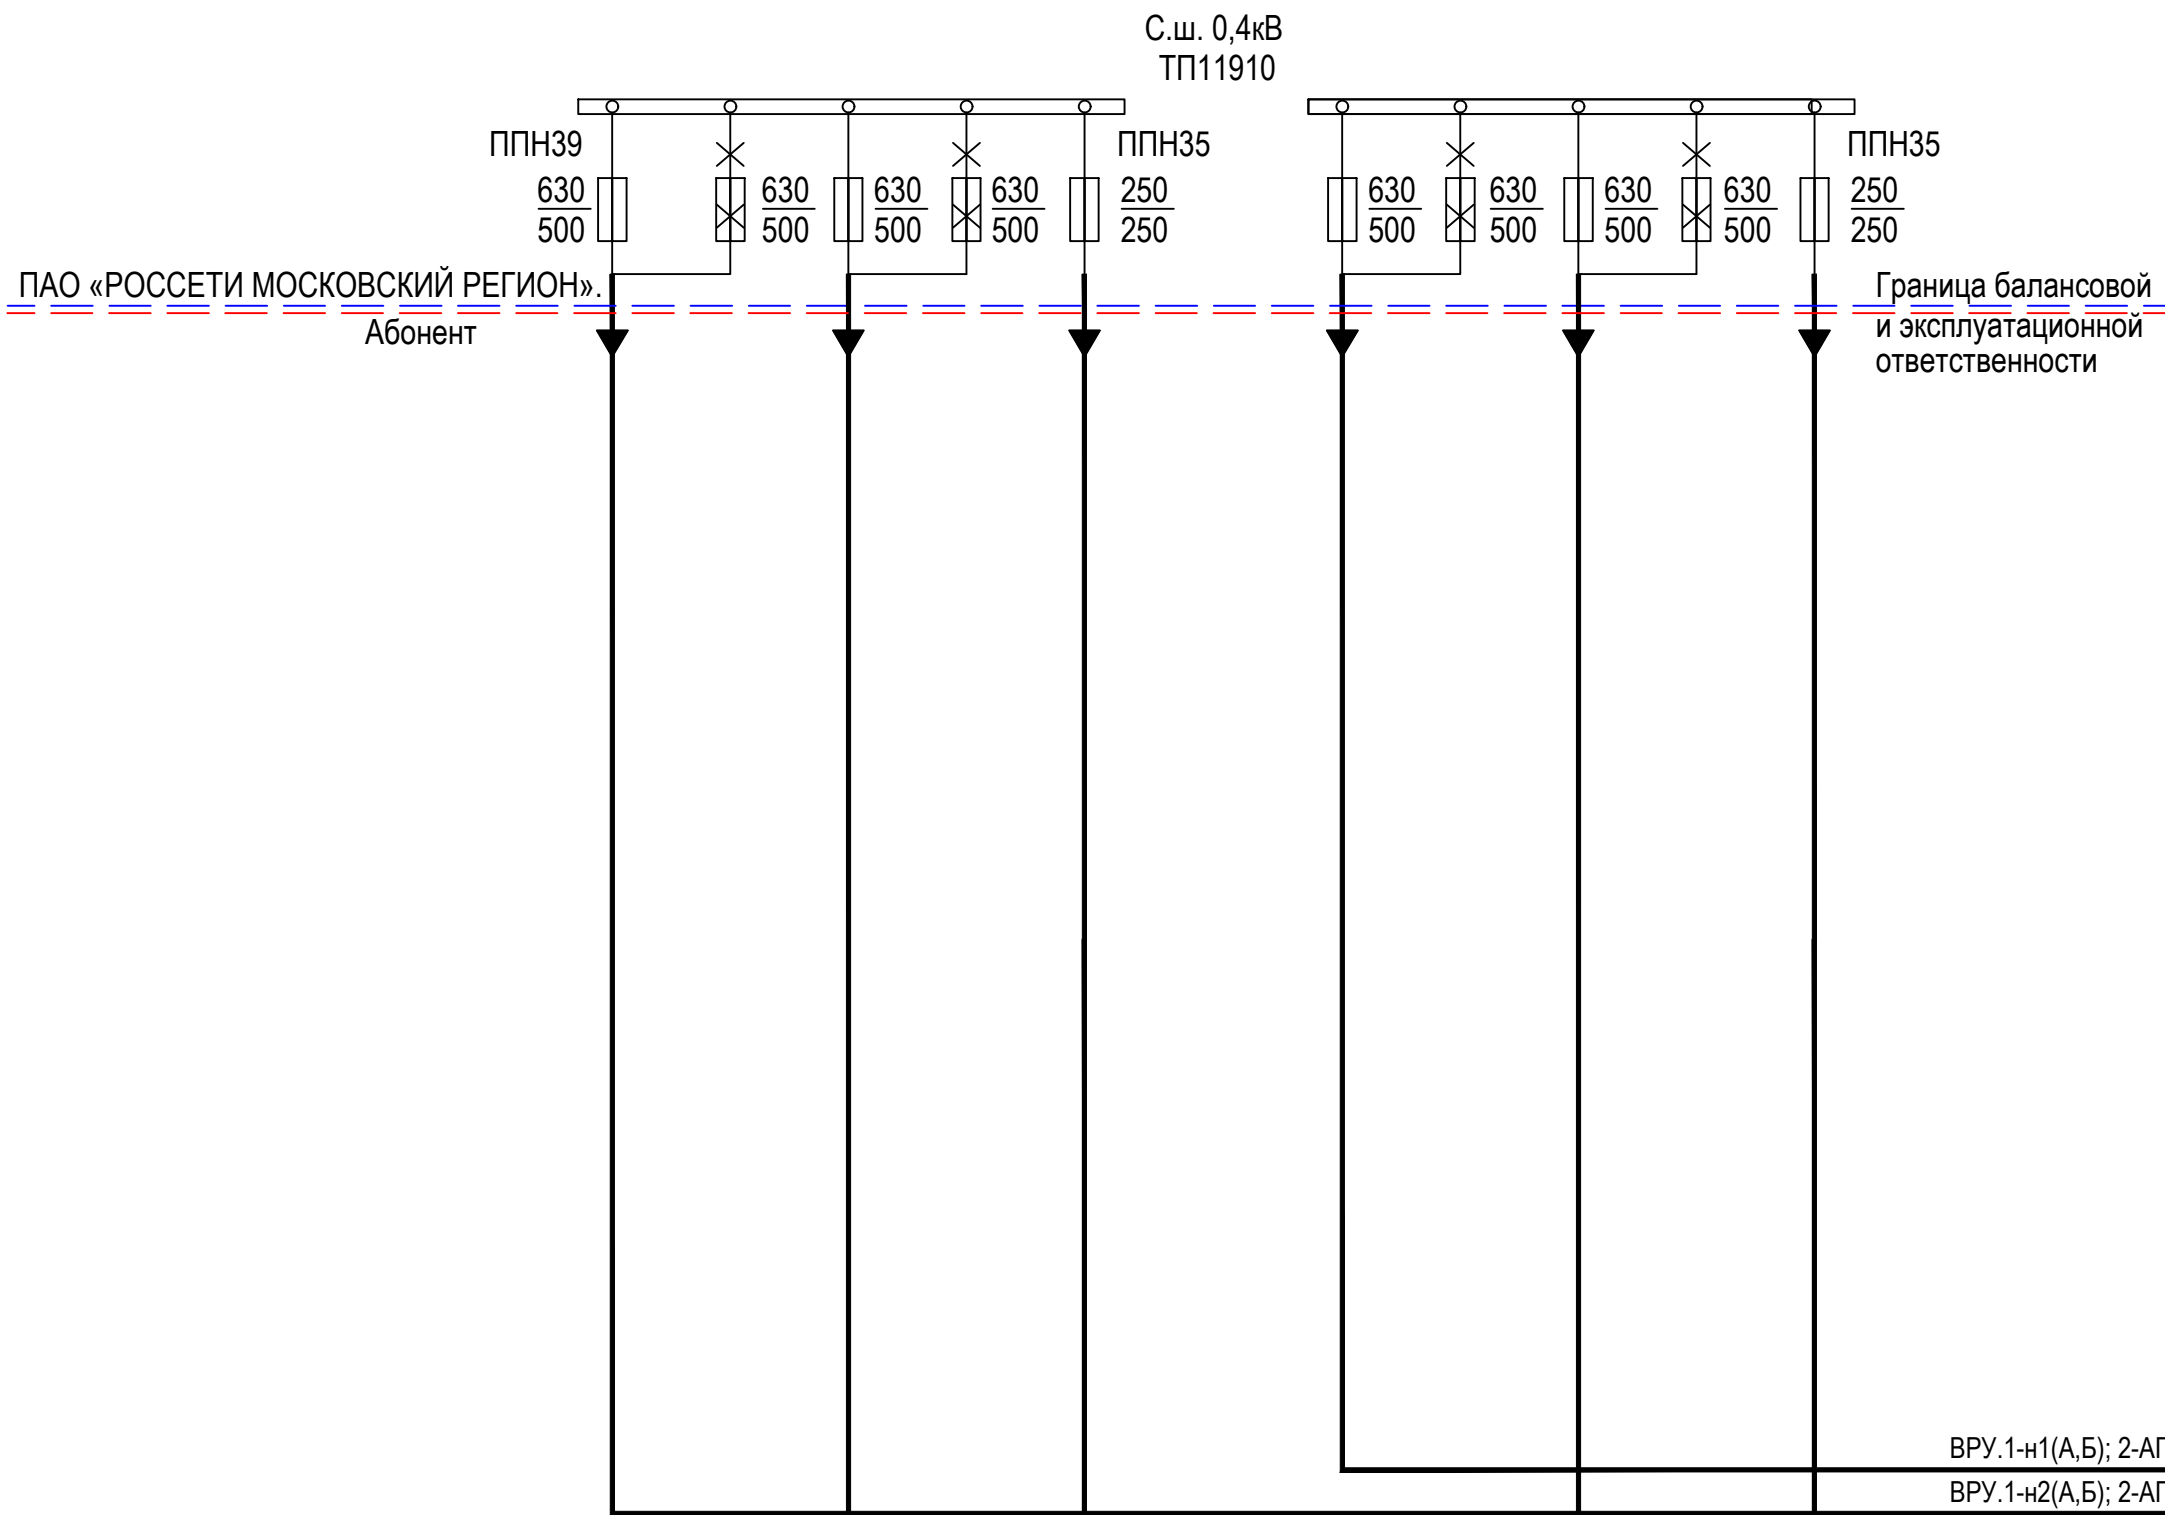 С.ш. 0,4кВ
ТП11910
ППН39
ППН35
ППН35
630 630 630 630 250 630 630 630 630 250
500 500 500 500 250 500 500 500 500 250
ПАО «РОССЕТИ МОСКОВСКИЙ РЕГИОН».
Абонент
Граница балансовой
и эксплуатационной
ответственности
ВРУ.1-н1(А,Б); 2-АГ
ВРУ.1-н2(А,Б); 2-АГ